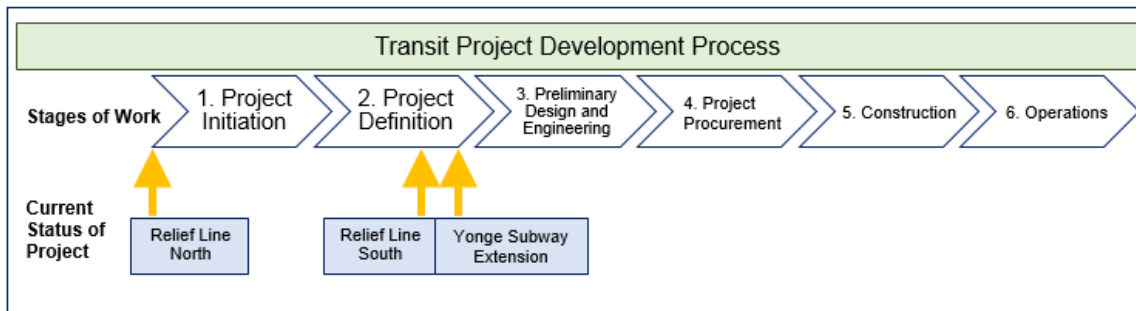 Transit Project Development Process
Stages of Work
1. Project
Initiation
2. Project
Definition
3. Preliminary
Design and
Engineering
4. Project
Procurement
5. Construction
6. Operations
Current
Status of
Project
Relief Line
North
Relief Line
South
Yonge Subway
Extension